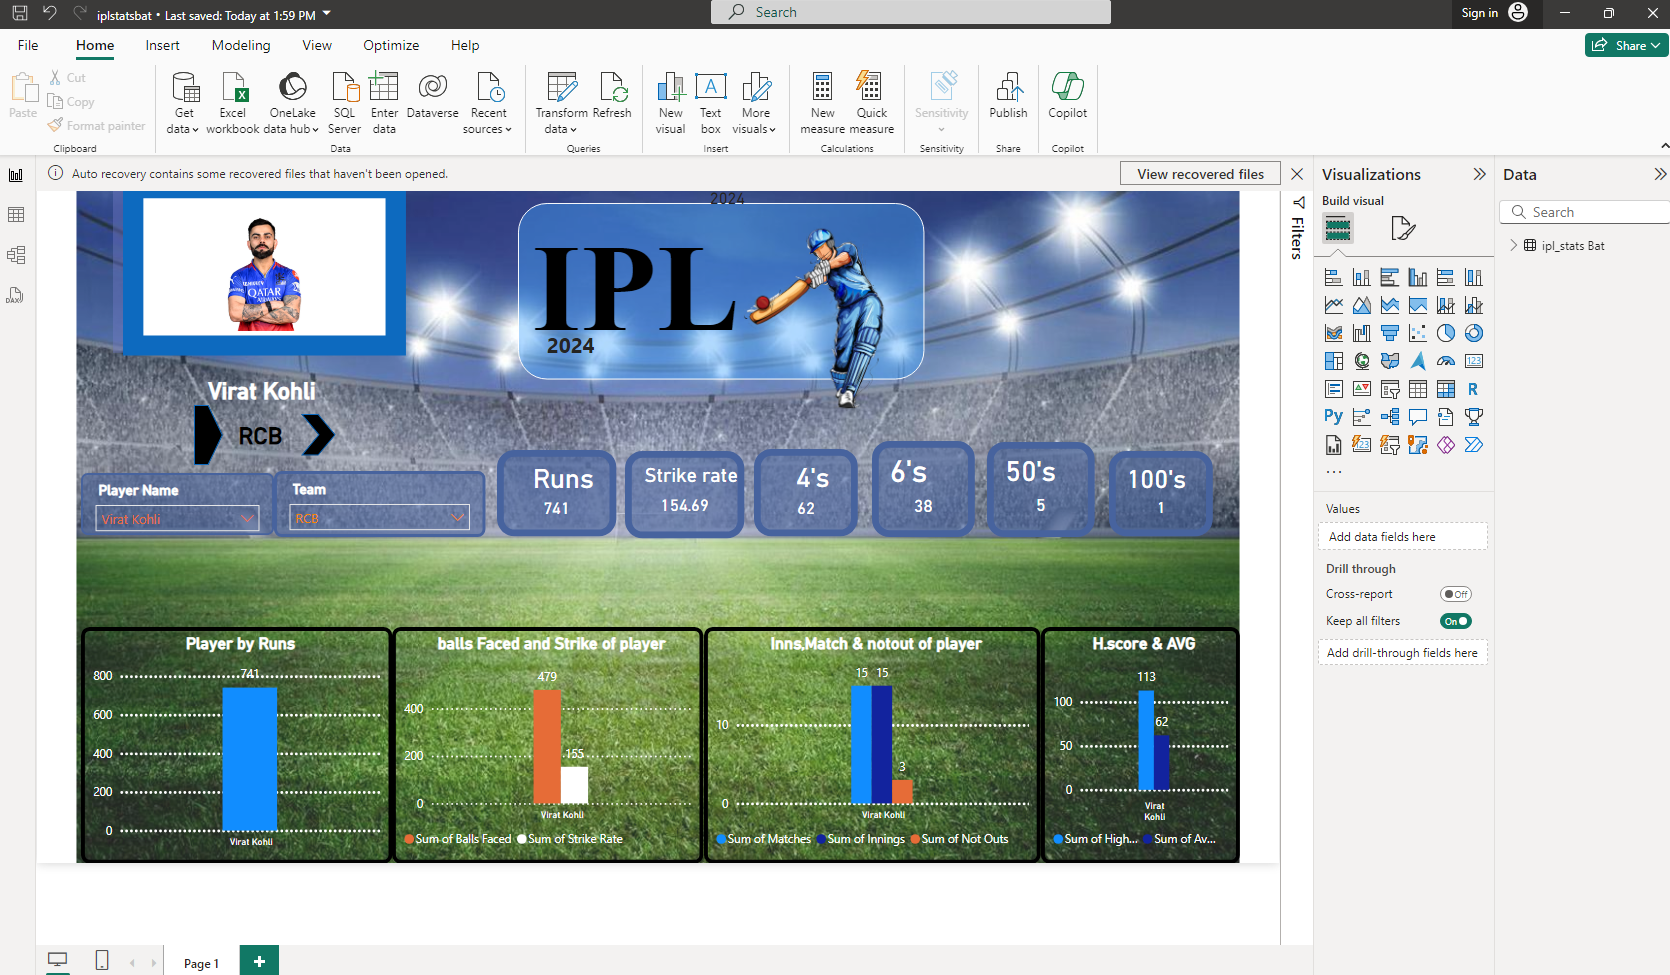 iplstatsbat • Last saved: Today at 1:59 PM
Search
Sign in
File Home Insert Modeling View Optimize Help
Share
Paste
Cut
Copy
Format painter
Clipboard
Get data
Excel workbook
OneLake data hub
SQL Server
Enter data
Dataverse
Recent sources
Data
Transform data
Refresh
Queries
New visual
Text box
More visuals
Insert
New measure
Quick measure
Calculations
Sensitivity
Sensitivity
Publish
Share
Copilot
Copilot
Auto recovery contains some recovered files that haven't been opened.
View recovered files
2024
QATAR
AIRWAYS
IPL
2024
Virat Kohli
RCB
Player Name
Virat Kohli
Team
RCB
Runs
741
Strike rate
154.69
4's
62
6's
38
50's
5
100's
1
Player by Runs
800
600
400
200
0
741
Virat Kohli
balls Faced and Strike of player
400
200
0
479
155
Virat Kohli
Sum of Balls Faced Sum of Strike Rate
Inns,Match & notout of player
10
0
15 15
3
Virat Kohli
Sum of Matches Sum of Innings Sum of Not Outs
H.score & AVG
100
50
0
113
62
Virat
Kohli
Sum of High... Sum of Av...
Page 1
Filters
Visualizations
Build visual
123
R
Py
123
...
Values
Add data fields here
Drill through
Cross-report
Off
Keep all filters
On
Add drill-through fields here
Data
Search
ipl_stats Bat
DAX